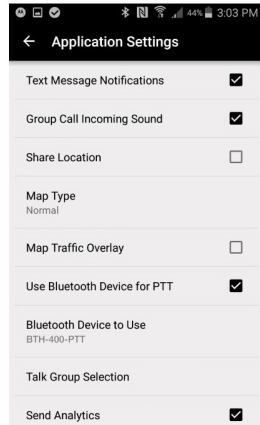 44% 3:03 PM
← Application Settings
Text Message Notifications
Group Call Incoming Sound
Share Location
Map Type
Normal
Map Traffic Overlay
Use Bluetooth Device for PTT
Bluetooth Device to Use
BTH-400-PTT
Talk Group Selection
Send Analytics